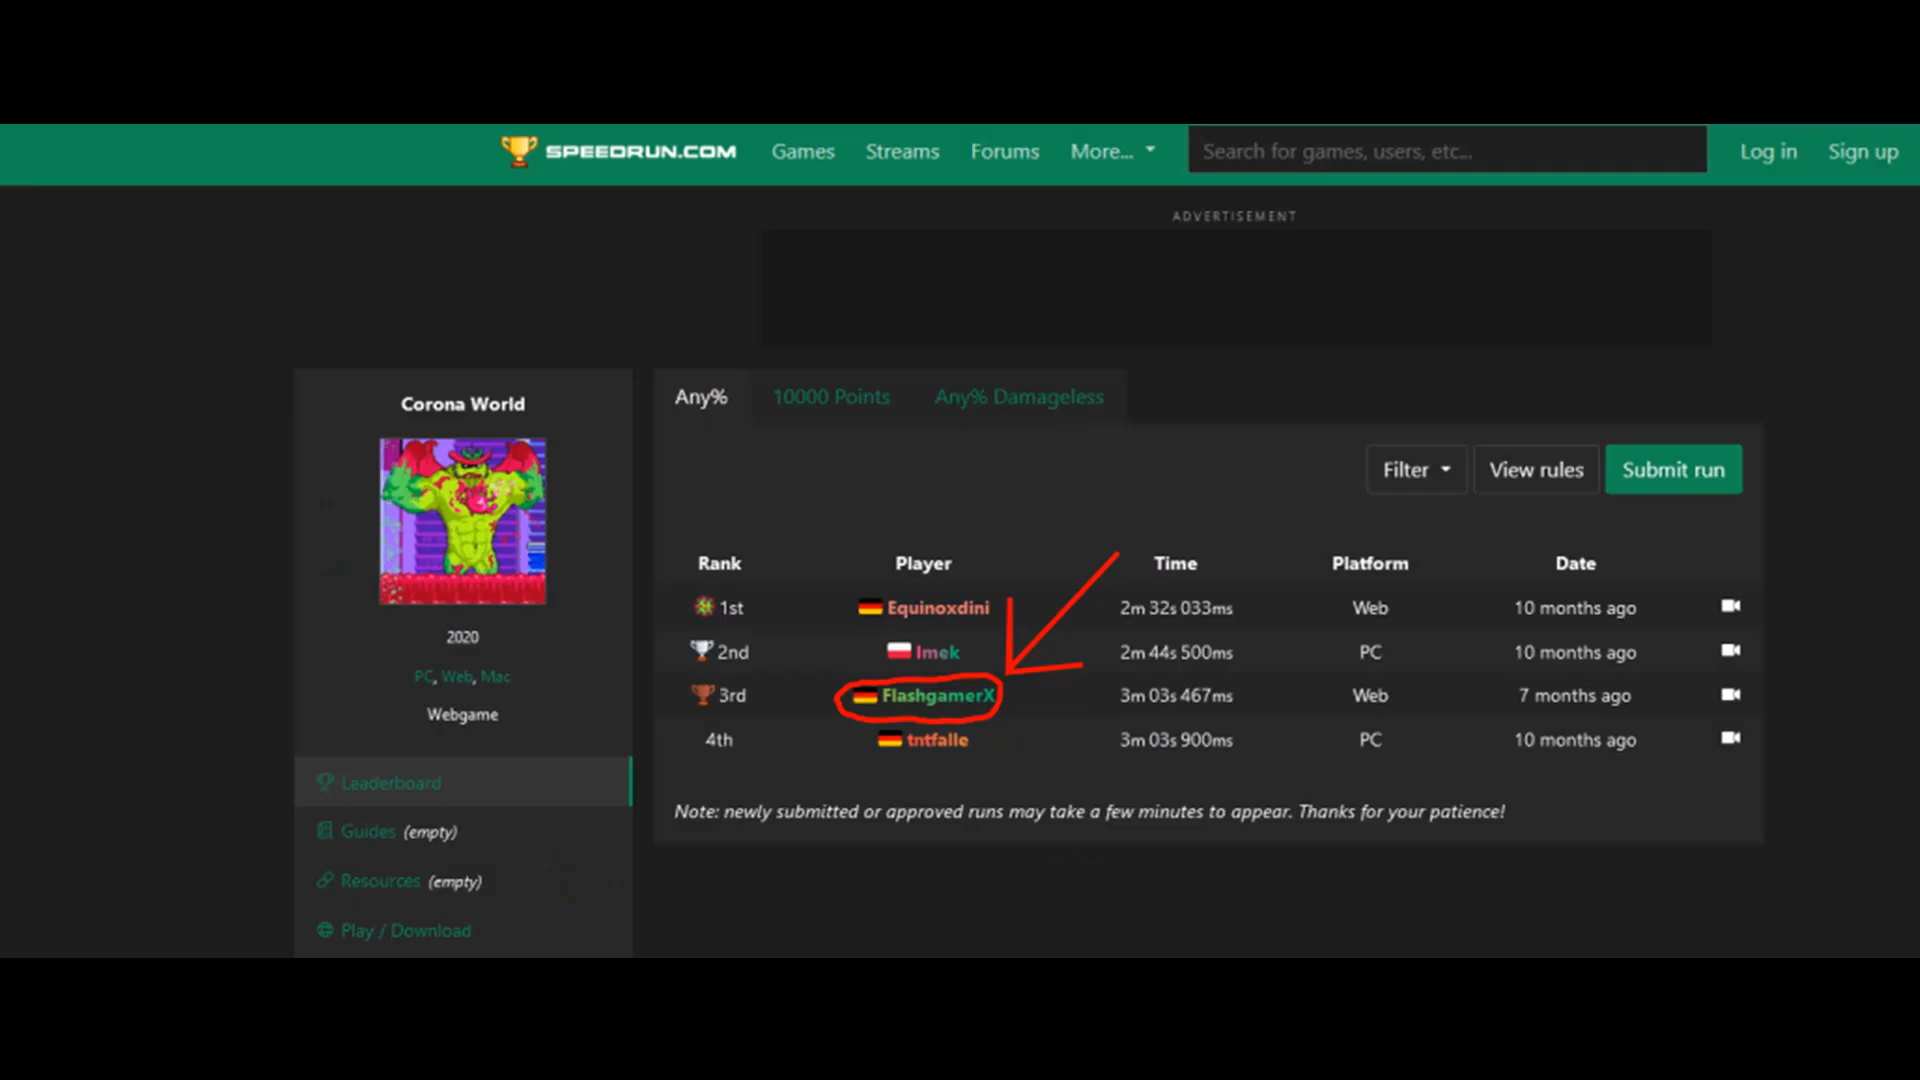 SPEEDRUN.COM Games Streams Forums More... Search for games, users, etc... Log in Sign up
ADVERTISEMENT
Corona World
2020
PC, Web, Mac
Webgame
Leaderboard
Guides (empty)
Resources (empty)
Play / Download
Any% 10000 Points Any% Damageless
Filter View rules Submit run
Rank Player Time Platform Date
1st Equinoxdini 2m 32s 033ms Web 10 months ago
2nd Imek 2m 44s 500ms PC 10 months ago
3rd FlashgamerX 3m 03s 467ms Web 7 months ago
4th tntfalle 3m 03s 900ms PC 10 months ago
Note: newly submitted or approved runs may take a few minutes to appear. Thanks for your patience!